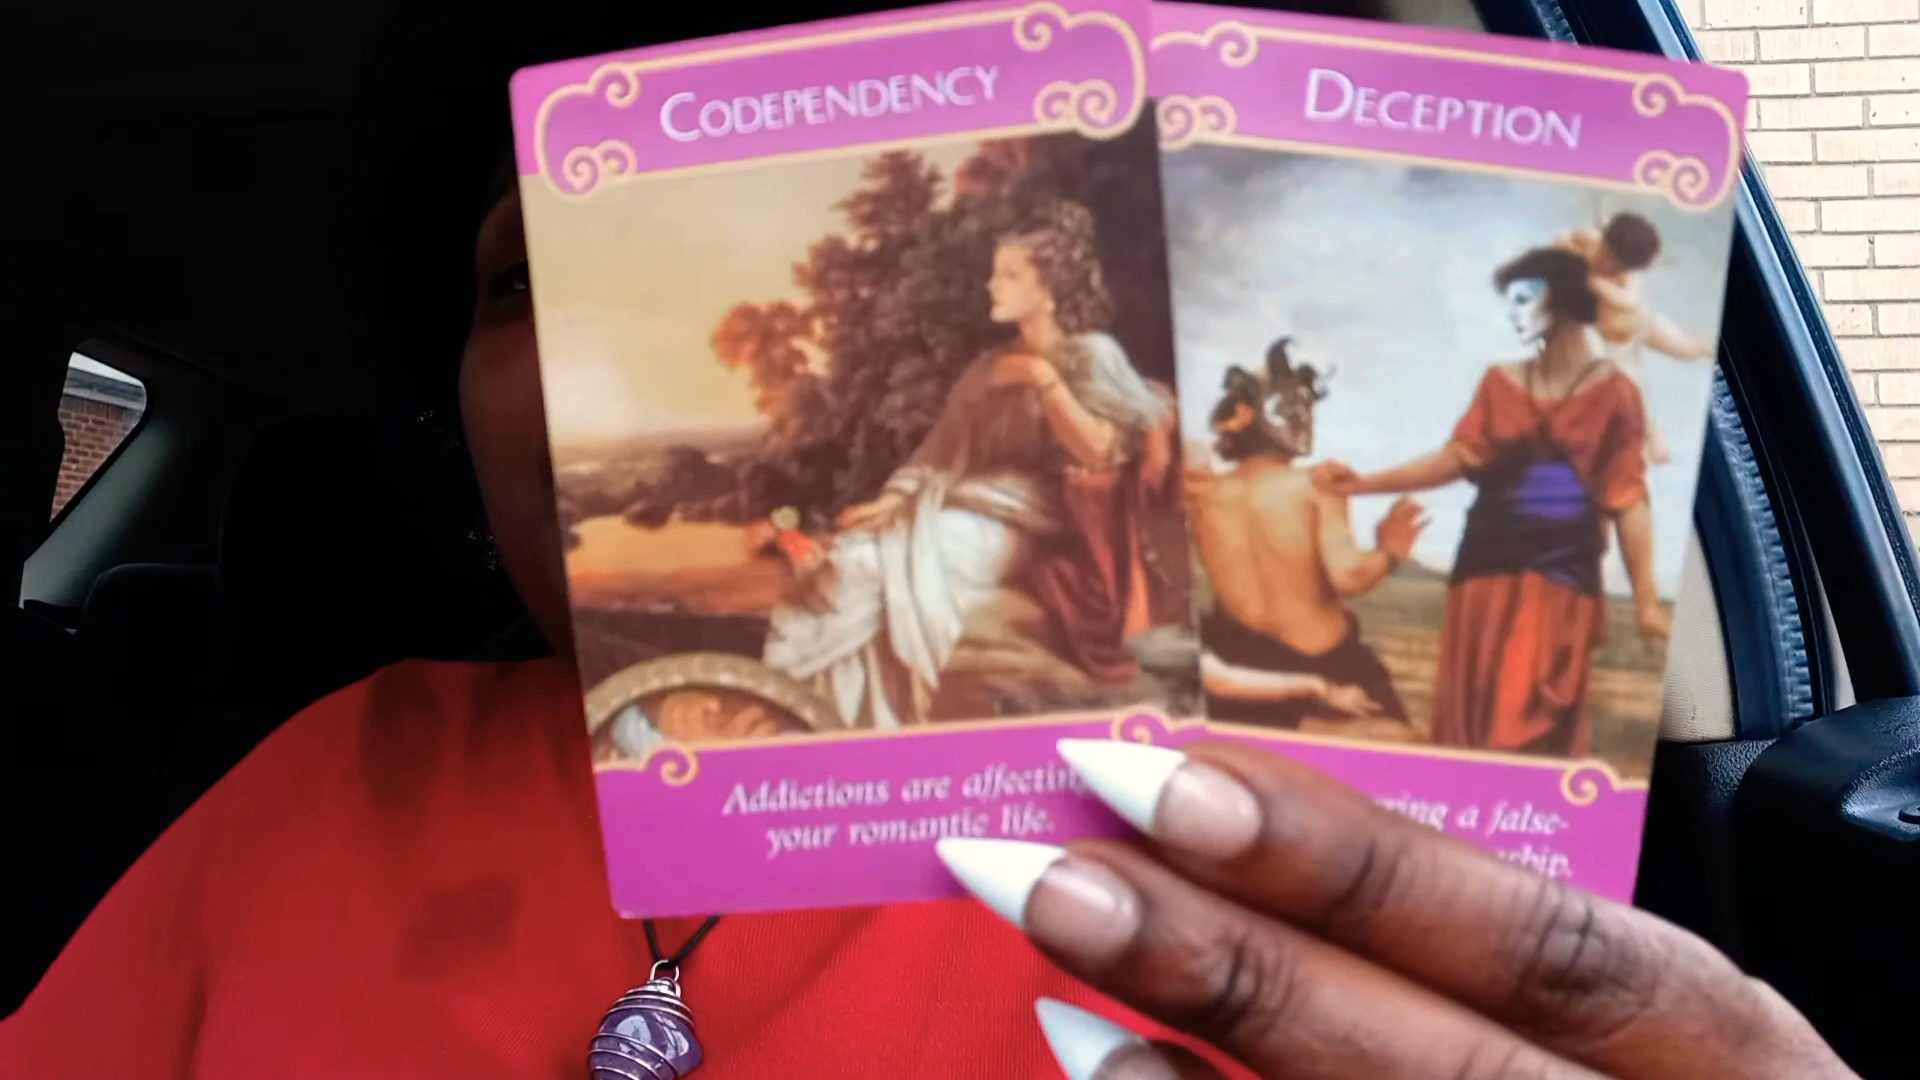 CODEPENDENCY
Addictions are affecting
your romantic life.
DECEPTION
a false-